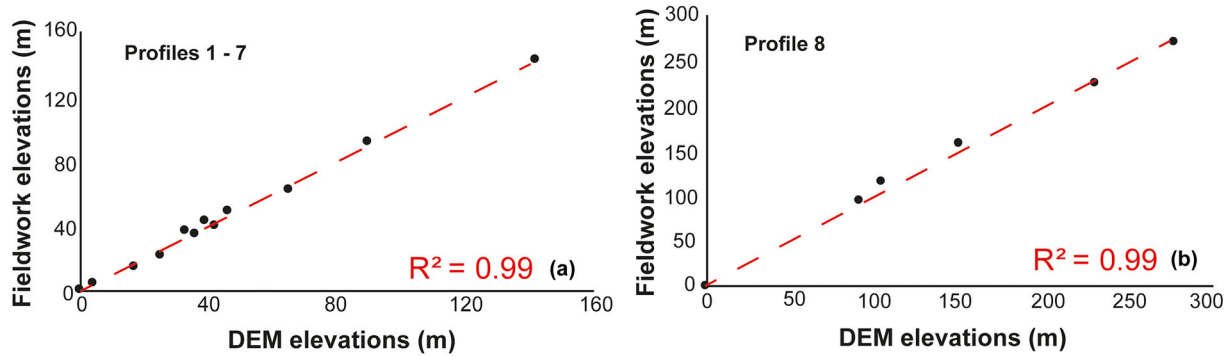 Fieldwork elevations (m)
160
120
80
40
0
Profiles 1 - 7
R² = 0.99 (a)
40
80
120
160
DEM elevations (m)
Fieldwork elevations (m)
300
250
200
150
100
50
0
Profile 8
R² = 0.99 (b)
0
50
100
150
200
250
300
DEM elevations (m)